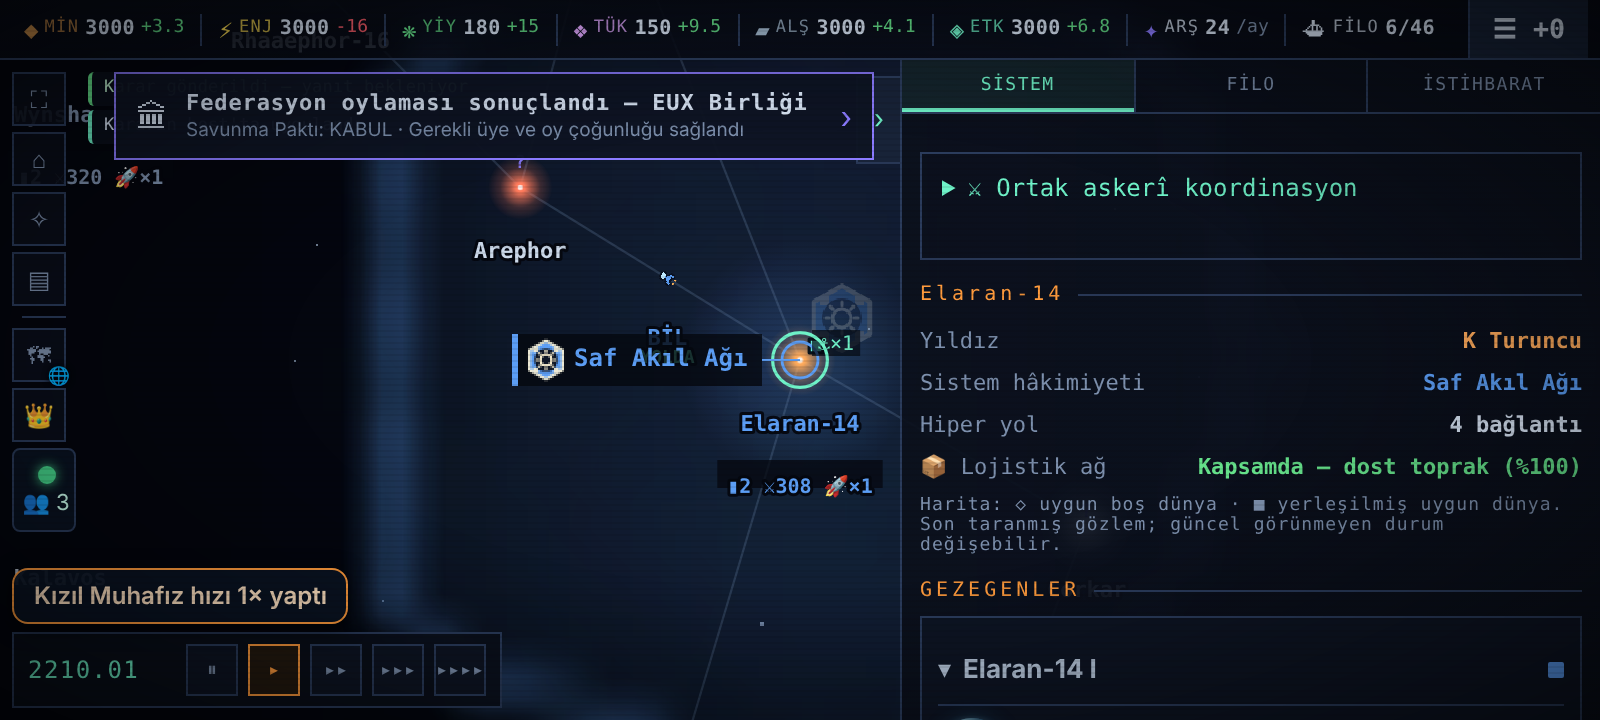 MİN 3000 +3.3 ENJ 3000 -16 YİY 180 +15 TÜK 150 +9.5 ALŞ 3000 +4.1 ETK 3000 +6.8 ARŞ 24 /ay FİLO 6/46 ☰ +0
Rhaaephor-16
SİSTEM FİLO İSTİHBARAT
Federasyon oylaması sonuçlandı — EUX Birliği
Savunma Paktı: KABUL · Gerekli üye ve oy çoğunluğu sağlandı
320 🚀×1
Arephor
▶ ⚔ Ortak askerî koordinasyon
×1
Saf Akıl Ağı
Elaran-14
▮2 ⚔308 🚀×1
👥 3
Elaran-14
Yıldız K Turuncu
Sistem hâkimiyeti Saf Akıl Ağı
Hiper yol 4 bağlantı
📦 Lojistik ağ Kapsamda — dost toprak (%100)
Harita: ◇ uygun boş dünya · ■ yerleşilmiş uygun dünya.
Son taranmış gözlem; güncel görünmeyen durum
değişebilir.
GEZEGENLER
▼ Elaran-14 I
Kızıl Muhafız hızı 1× yaptı
2210.01